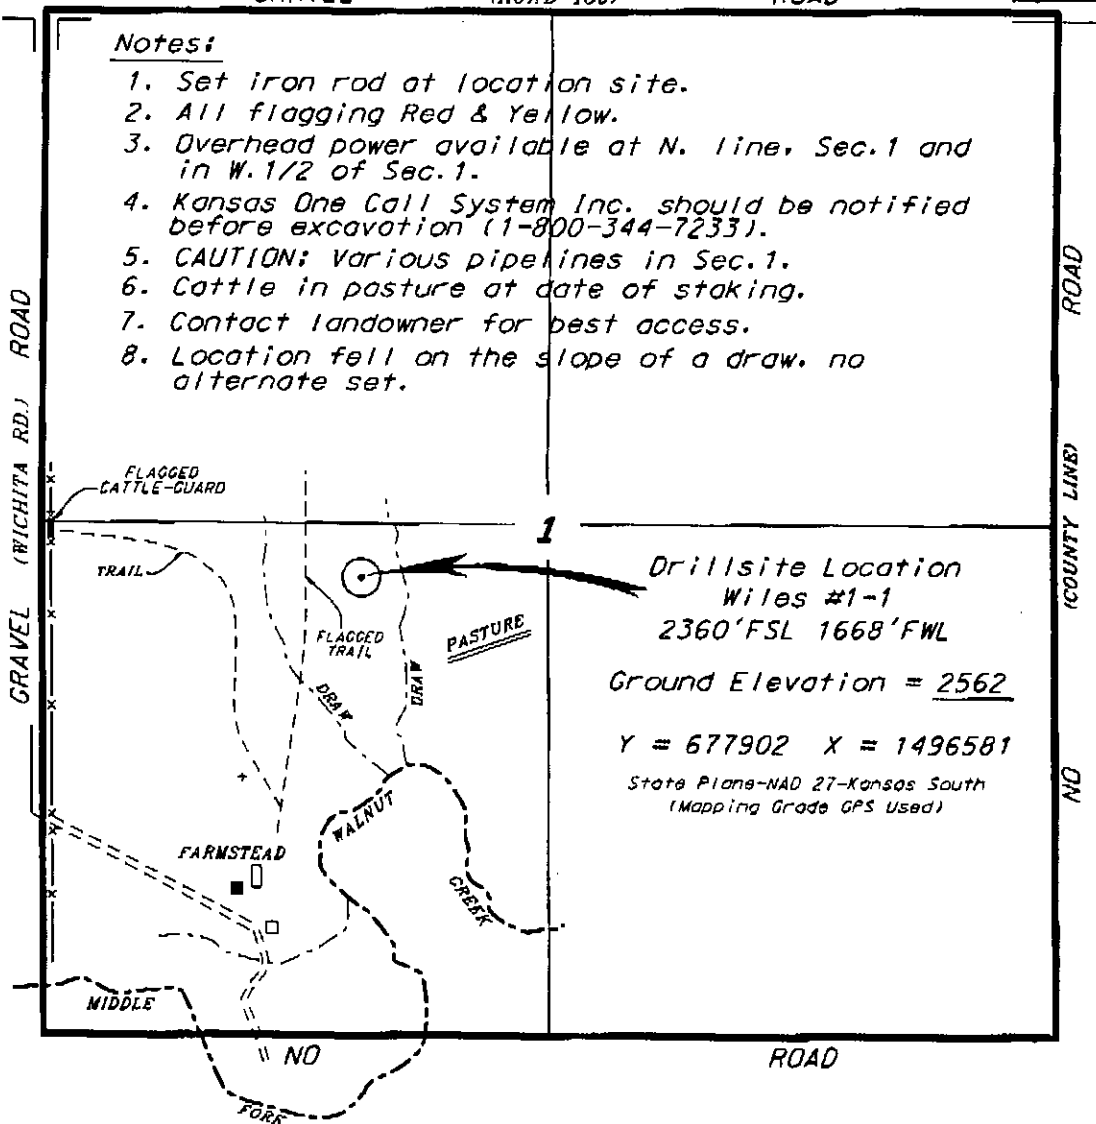 Notes:
1. Set iron rod at location site.
2. All flagging Red & Yellow.
3. Overhead power available at N. line, Sec. 1 and
in W. 1/2 of Sec. 1.
4. Kansas One Call System Inc. should be notified
before excavation (1-800-344-7233).
5. CAUTION: Various pipelines in Sec. 1.
6. Cattle in pasture at date of staking.
7. Contact landowner for best access.
8. Location fell on the slope of a draw, no
alternate set.
GRAVEL (WICHITA RD.) ROAD
ROAD
(COUNTY LINE)
NO
FLAGGED
CATTLE-GUARD
TRAIL
1
FLAGGED
TRAIL
PASTURE
DRAW
DRAW
Drillsite Location
Wiles #1-1
2360'FSL 1668'FWL
Ground Elevation = 2562
Y = 677902 X = 1496581
State Plane-NAD 27-Kansas South
(Mapping Grade GPS Used)
WALNUT
CREEK
FARMSTEAD
MIDDLE
FORK
NO
ROAD